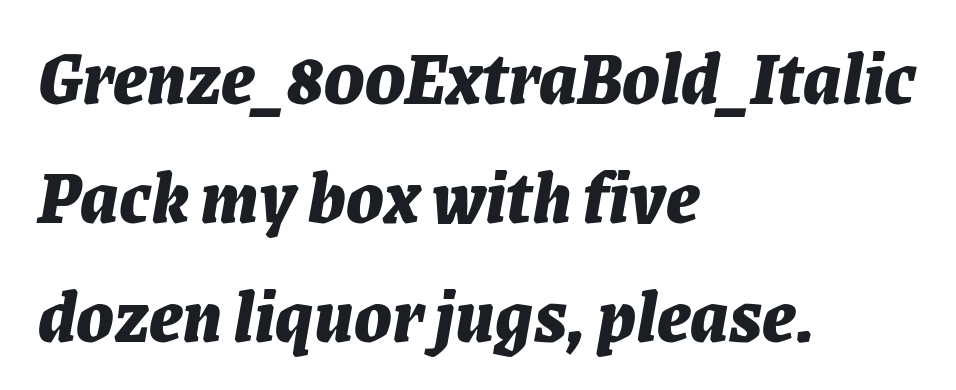 Grenze_800ExtraBold_Italic
Pack my box with five
dozen liquor jugs, please.